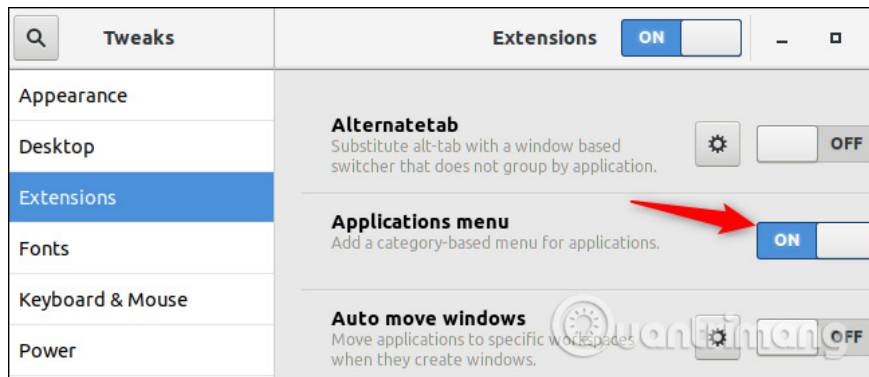 Tweaks
Extensions ON
Appearance
Desktop
Extensions
Fonts
Keyboard & Mouse
Power
Alternatetab
Substitute alt-tab with a window based
switcher that does not group by application.
OFF
Applications menu
Add a category-based menu for applications.
ON
Auto move windows
Move applications to specific workspaces
when they create windows.
OFF
Quantrimang